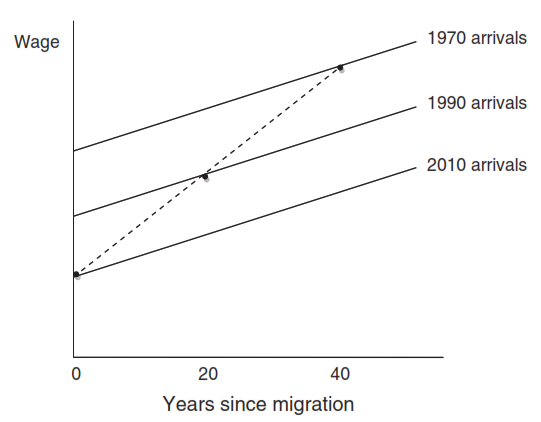 Wage
1970 arrivals
1990 arrivals
2010 arrivals
0 20 40
Years since migration